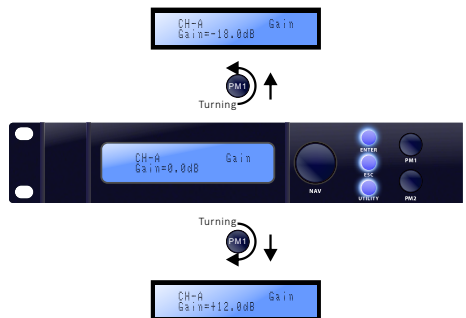 CH-A Gain
Gain=-18.0dB
PM1
Turning
CH-A Gain
Gain=0.0dB
NAV
ENTER
ESC
UTILITY
PM1
PM2
Turning
PM1
CH-A Gain
Gain=+12.0dB